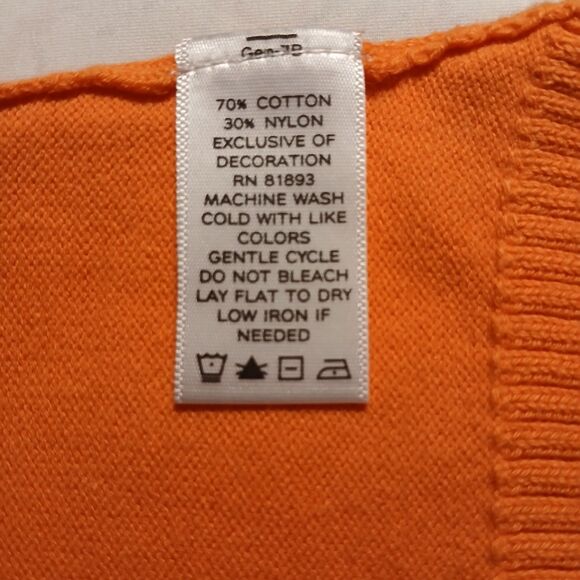 70% COTTON
30% NYLON
EXCLUSIVE OF
DECORATION
RN 81893
MACHINE WASH
COLD WITH LIKE
COLORS
GENTLE CYCLE
DO NOT BLEACH
LAY FLAT TO DRY
LOW IRON IF
NEEDED